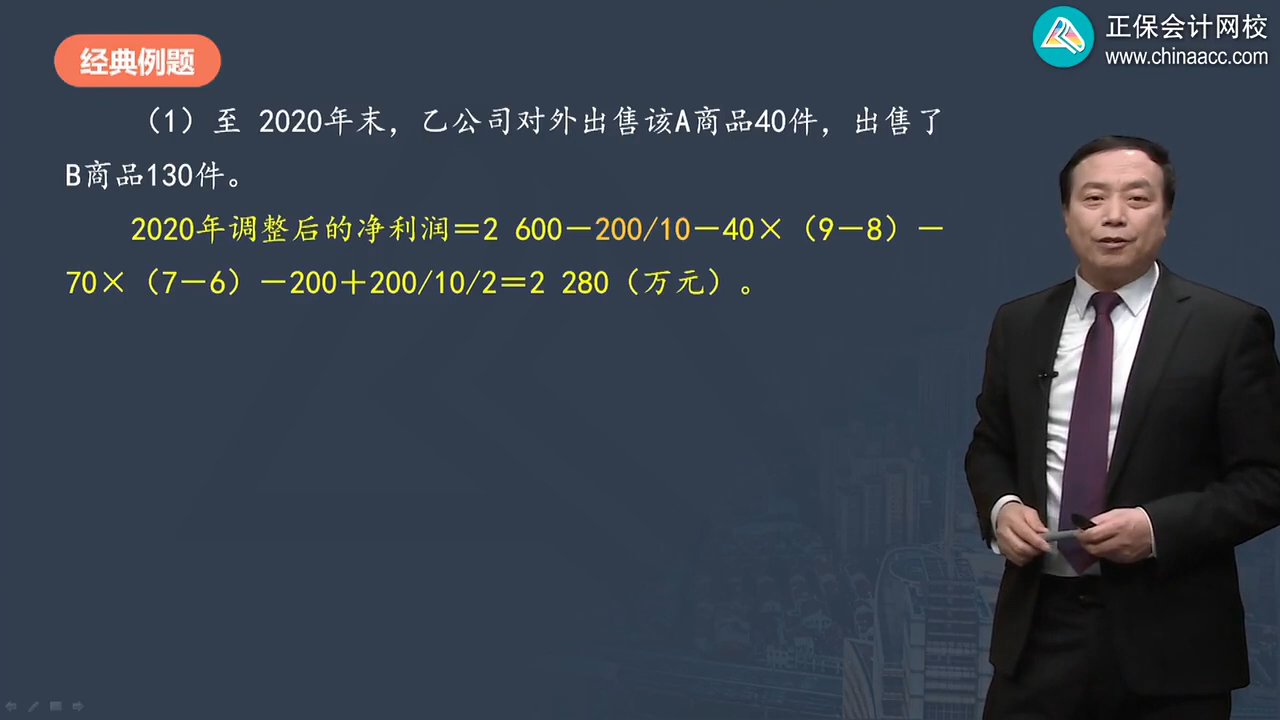 正保会计网校
www.chinaacc.com
经典例题
（1）至 2020年末，乙公司对外出售该A商品40件，出售了
B商品130件。
2020年调整后的净利润＝2 600－200/10－40×（9－8）－
70×（7－6）－200＋200/10/2＝2 280（万元）。